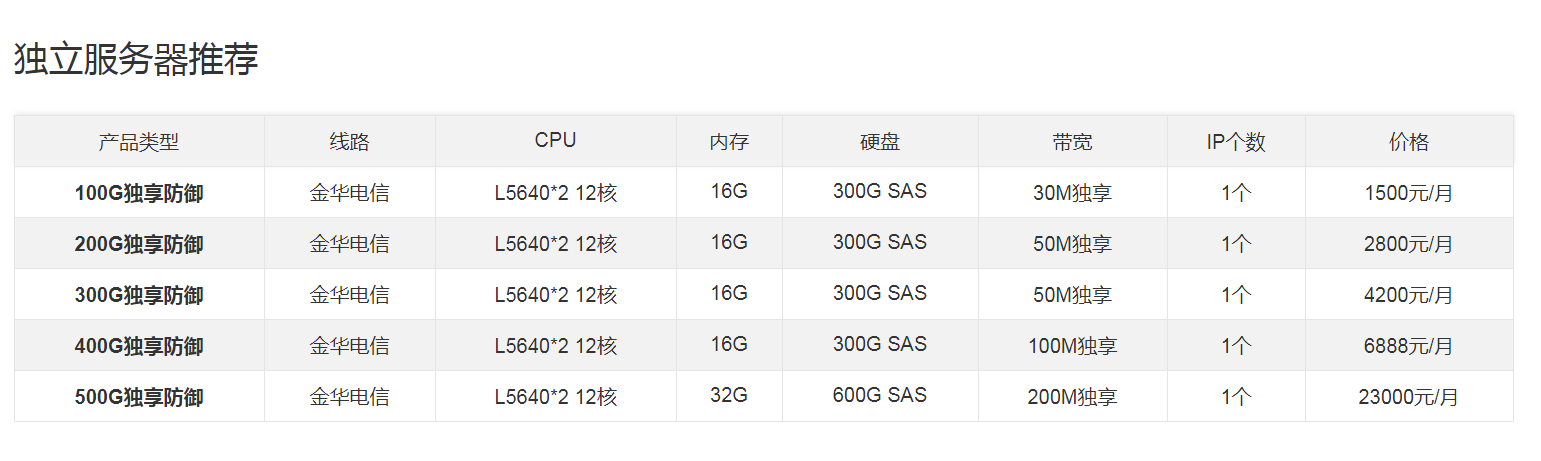 独立服务器推荐
产品类型 线路 CPU 内存 硬盘 带宽 IP个数 价格
100G独享防御 金华电信 L5640*2 12核 16G 300G SAS 30M独享 1个 1500元/月
200G独享防御 金华电信 L5640*2 12核 16G 300G SAS 50M独享 1个 2800元/月
300G独享防御 金华电信 L5640*2 12核 16G 300G SAS 50M独享 1个 4200元/月
400G独享防御 金华电信 L5640*2 12核 16G 300G SAS 100M独享 1个 6888元/月
500G独享防御 金华电信 L5640*2 12核 32G 600G SAS 200M独享 1个 23000元/月